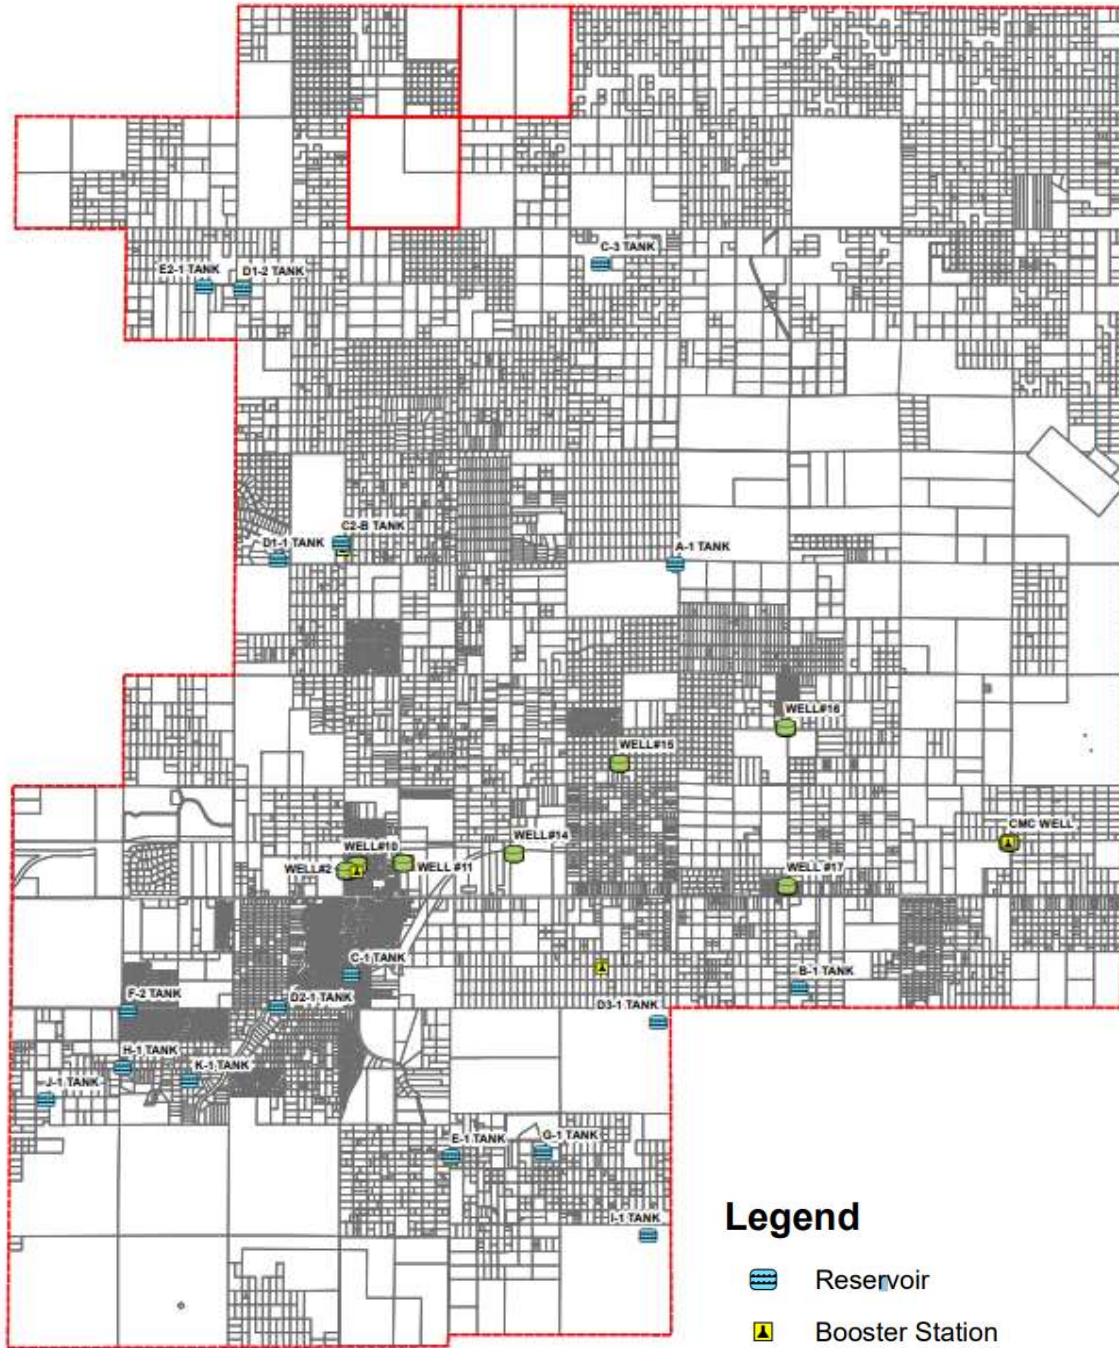 C-3 TANK
E2-1 TANK
D1-2 TANK
C2-B TANK
D1-1 TANK
A-1 TANK
WELL#16
WELL#15
CMC WELL
WELL#14
WELL#10
WELL#2
WELL #11
WELL #17
C-1 TANK
B-1 TANK
F-2 TANK
D2-1 TANK
D3-1 TANK
H-1 TANK
K-1 TANK
J-1 TANK
E-1 TANK
G-1 TANK
I-1 TANK
Legend
Reservoir
Booster Station